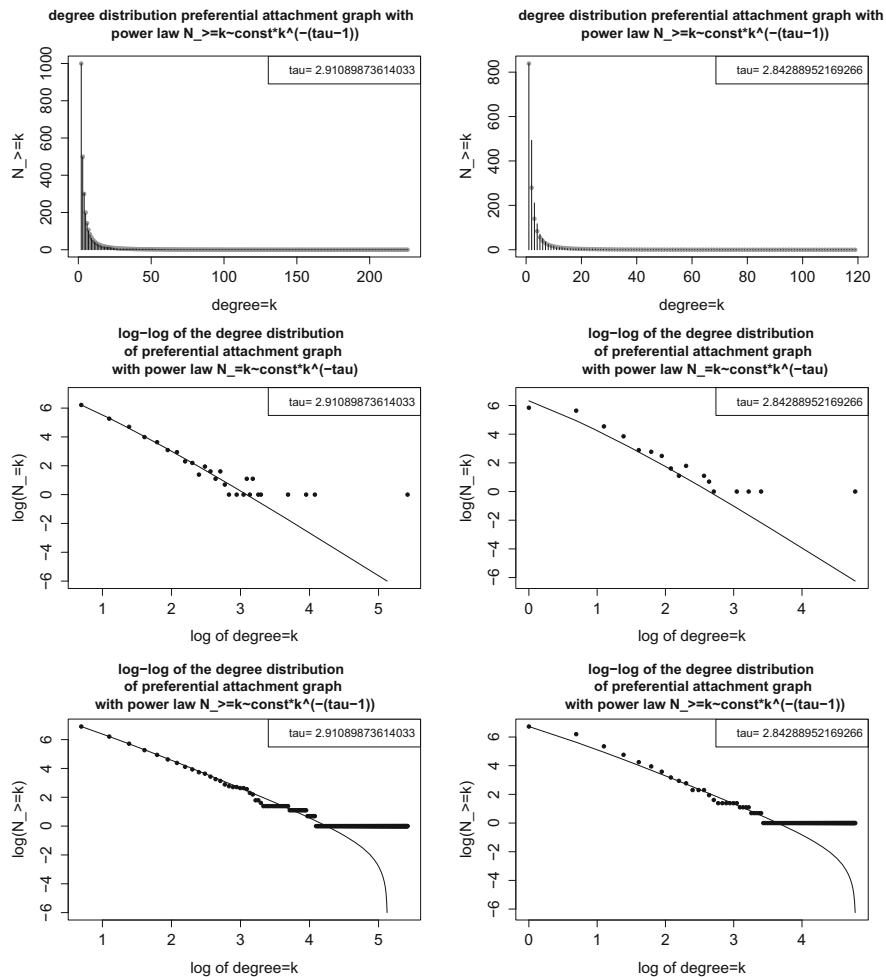 degree distribution preferential attachment graph with
power law N_>=k~const*k^(−(tau−1))
tau= 2.91089873614033
N_>=k
0 200 400 600 800 1000
0 50 100 150 200
degree=k
degree distribution preferential attachment graph with
power law N_>=k~const*k^(−(tau−1))
tau= 2.84288952169266
N_>=k
0 200 400 600 800
0 20 40 60 80 100 120
degree=k
log−log of the degree distribution
of preferential attachment graph
with power law N_=k~const*k^(−tau)
tau= 2.91089873614033
log(N_=k)
−6 −4 −2 0 2 4 6
1 2 3 4 5
log of degree=k
log−log of the degree distribution
of preferential attachment graph
with power law N_=k~const*k^(−tau)
tau= 2.84288952169266
log(N_=k)
−6 −4 −2 0 2 4 6
0 1 2 3 4
log of degree=k
log−log of the degree distribution
of preferential attachment graph
with power law N_>=k~const*k^(−(tau−1))
tau= 2.91089873614033
log(N_>=k)
−6 −4 −2 0 2 4 6
1 2 3 4 5
log of degree=k
log−log of the degree distribution
of preferential attachment graph
with power law N_>=k~const*k^(−(tau−1))
tau= 2.84288952169266
log(N_>=k)
−6 −4 −2 0 2 4 6
0 1 2 3 4
log of degree=k